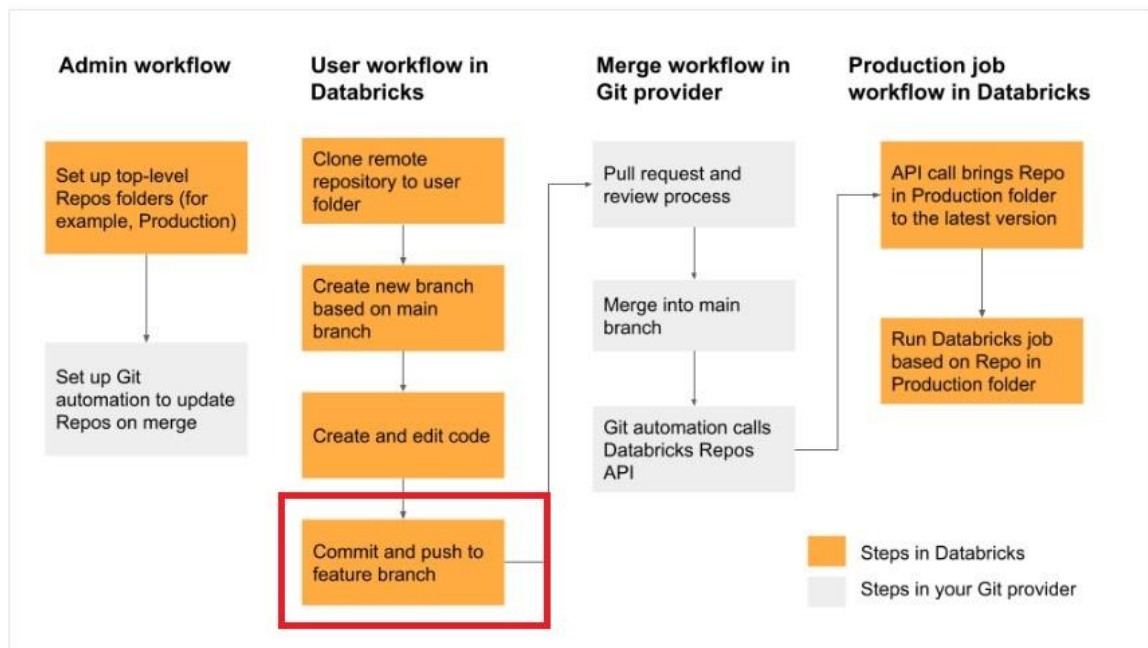 Admin workflow
Set up top-level
Repos folders (for
example, Production)
Set up Git
automation to update
Repos on merge
User workflow in
Databricks
Clone remote
repository to user
folder
Create new branch
based on main
branch
Create and edit code
Commit and push to
feature branch
Merge workflow in
Git provider
Pull request and
review process
Merge into main
branch
Git automation calls
Databricks Repos
API
Production job
workflow in Databricks
API call brings Repo
in Production folder
to the latest version
Run Databricks job
based on Repo in
Production folder
Steps in Databricks
Steps in your Git provider